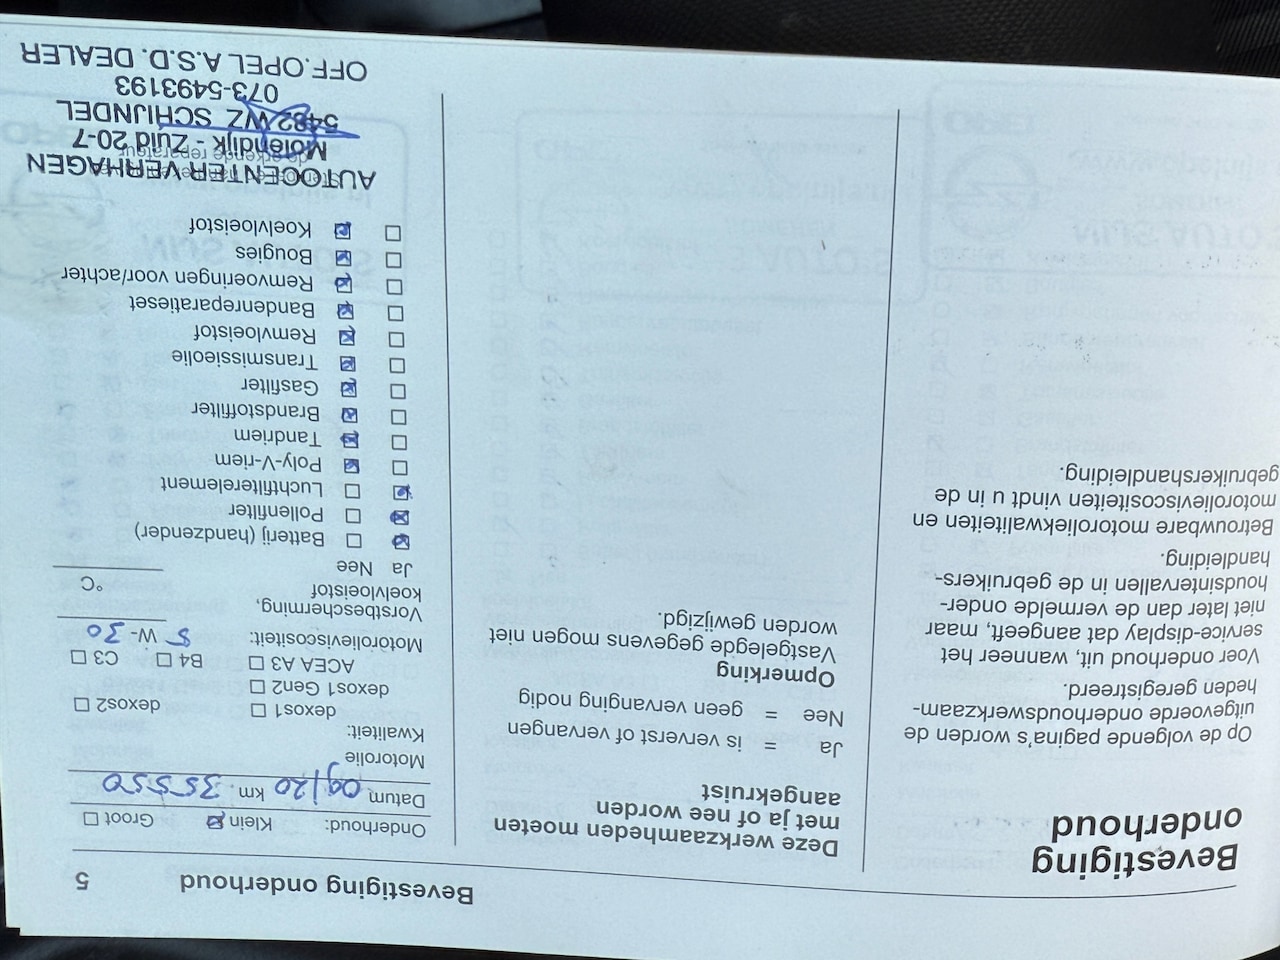 Bevestiging
onderhoud
Op de volgende pagina's worden de
uitgevoerde onderhoudswerkzaam-
heden geregistreerd.
Voer onderhoud uit, wanneer het
service-display dat aangeeft, maar
niet later dan de vermelde onder-
houdsintervallen in de gebruikers-
handleiding.
Betrouwbare motoroliekwaliteiten en
motorolieviscositeiten vindt u in de
gebruikershandleiding.
Bevestiging onderhoud 5
Deze werkzaamheden moeten
met ja of nee worden
aangekruist
Ja = is ververst of vervangen
Nee = geen vervanging nodig
Opmerking
Vastgelegde gegevens mogen niet
worden gewijzigd.
Onderhoud: Klein ☒ Groot ☐
Datum 09/20 km. 35550
Motorolie
Kwaliteit:
dexos1 ☐ dexos2 ☐
dexos1 Gen2 ☐
ACEA A3 ☐ B4 ☐ C3 ☐
Motorolieviscositeit: 5 W- 30
Vorstbescherming,
koelvloeistof °C
Ja Nee
☒ ☐ Batterij (handzender)
☒ ☐ Pollenfilter
☒ ☐ Luchtfilterelement
☐ ☒ Poly-V-riem
☐ ☒ Tandriem
☐ ☒ Brandstoffilter
☐ ☒ Gasfilter
☐ ☒ Transmissieolie
☐ ☒ Remvloeistof
☐ ☒ Bandenreparatieset
☐ ☒ Remvoeringen voor/achter
☐ ☒ Bougies
☐ ☒ Koelvloeistof
AUTOCENTER VERHAGEN
Molendijk - Zuid 20-7
5482 WZ SCHIJNDEL
073-5493193
OFF.OPEL A.S.D. DEALER